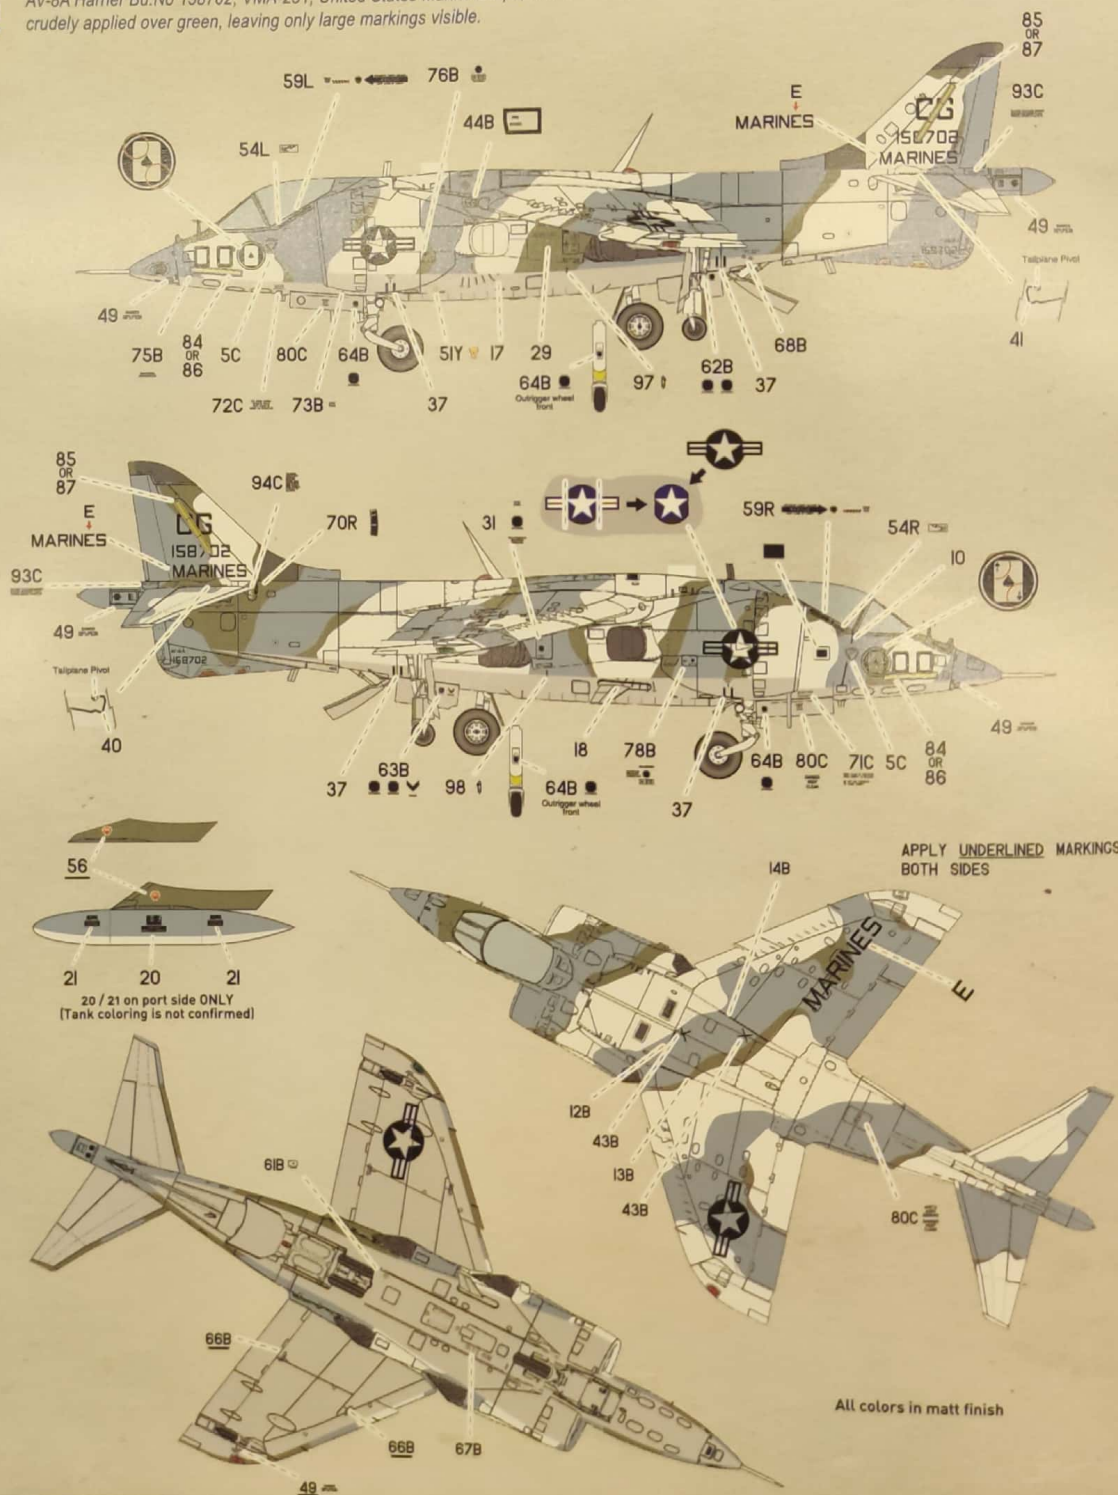 crudely applied over green, leaving only large markings visible.
85
OR
87
59L
76B
E
93C
MARINES
44B
CG
158702
MARINES
54L
49
158702
Tailplane Pivot
49
41
75B
84
OR
86
5C
80C
64B
51Y
17
29
68B
64B
Outrigger wheel
front
97
62B
37
72C
73B
37
85
OR
87
94C
E
MARINES
CG
158702
MARINES
70R
31
59R
54R
10
93C
49
158702
Tailplane Pivot
40
49
37
63B
98
64B
Outrigger wheel
front
18
78B
37
64B
80C
71C
5C
84
OR
86
56
APPLY UNDERLINED MARKINGS
BOTH SIDES
14B
MARINES
E
21
20
21
20 / 21 on port side ONLY
(Tank coloring is not confirmed)
12B
43B
13B
43B
61B
80C
66B
66B
67B
49
All colors in matt finish